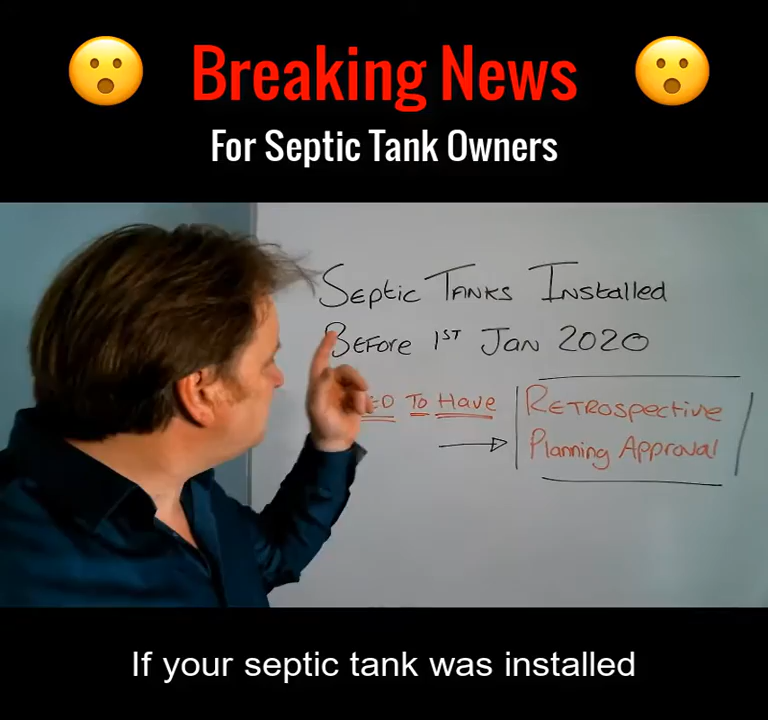 Breaking News
For Septic Tank Owners
Septic Tanks Installed
Before 1st Jan 2020
To Have
Retrospective
Planning Approval
If your septic tank was installed